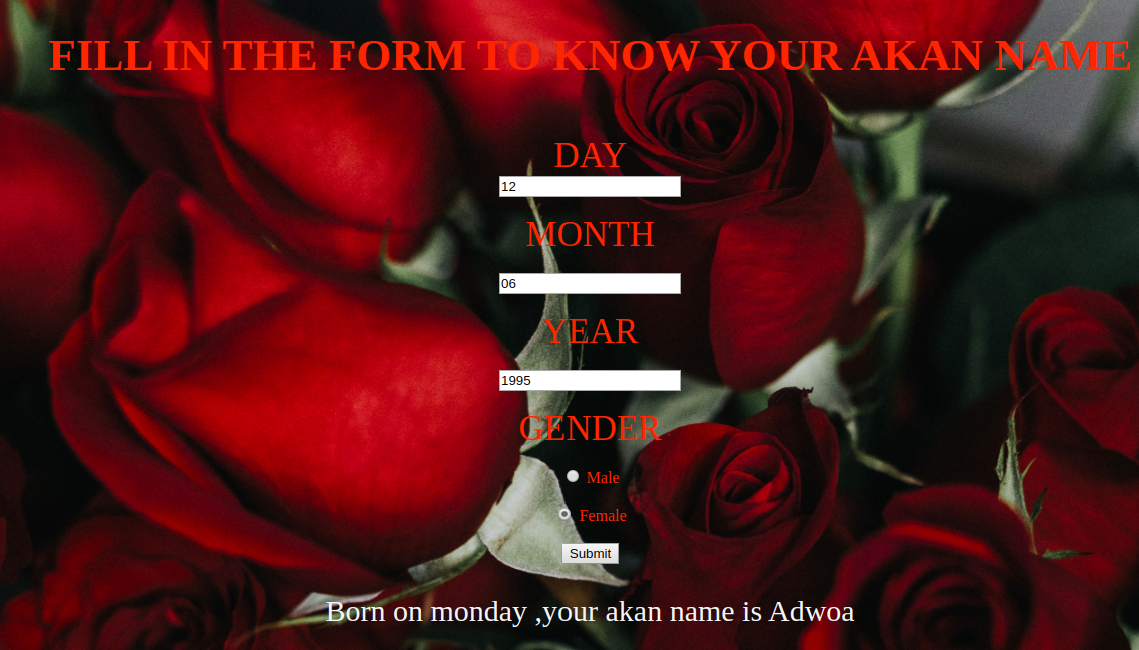 FILL IN THE FORM TO KNOW YOUR AKAN NAME
DAY
12
MONTH
06
YEAR
1995
GENDER
Male
Female
Submit
Born on monday ,your akan name is Adwoa